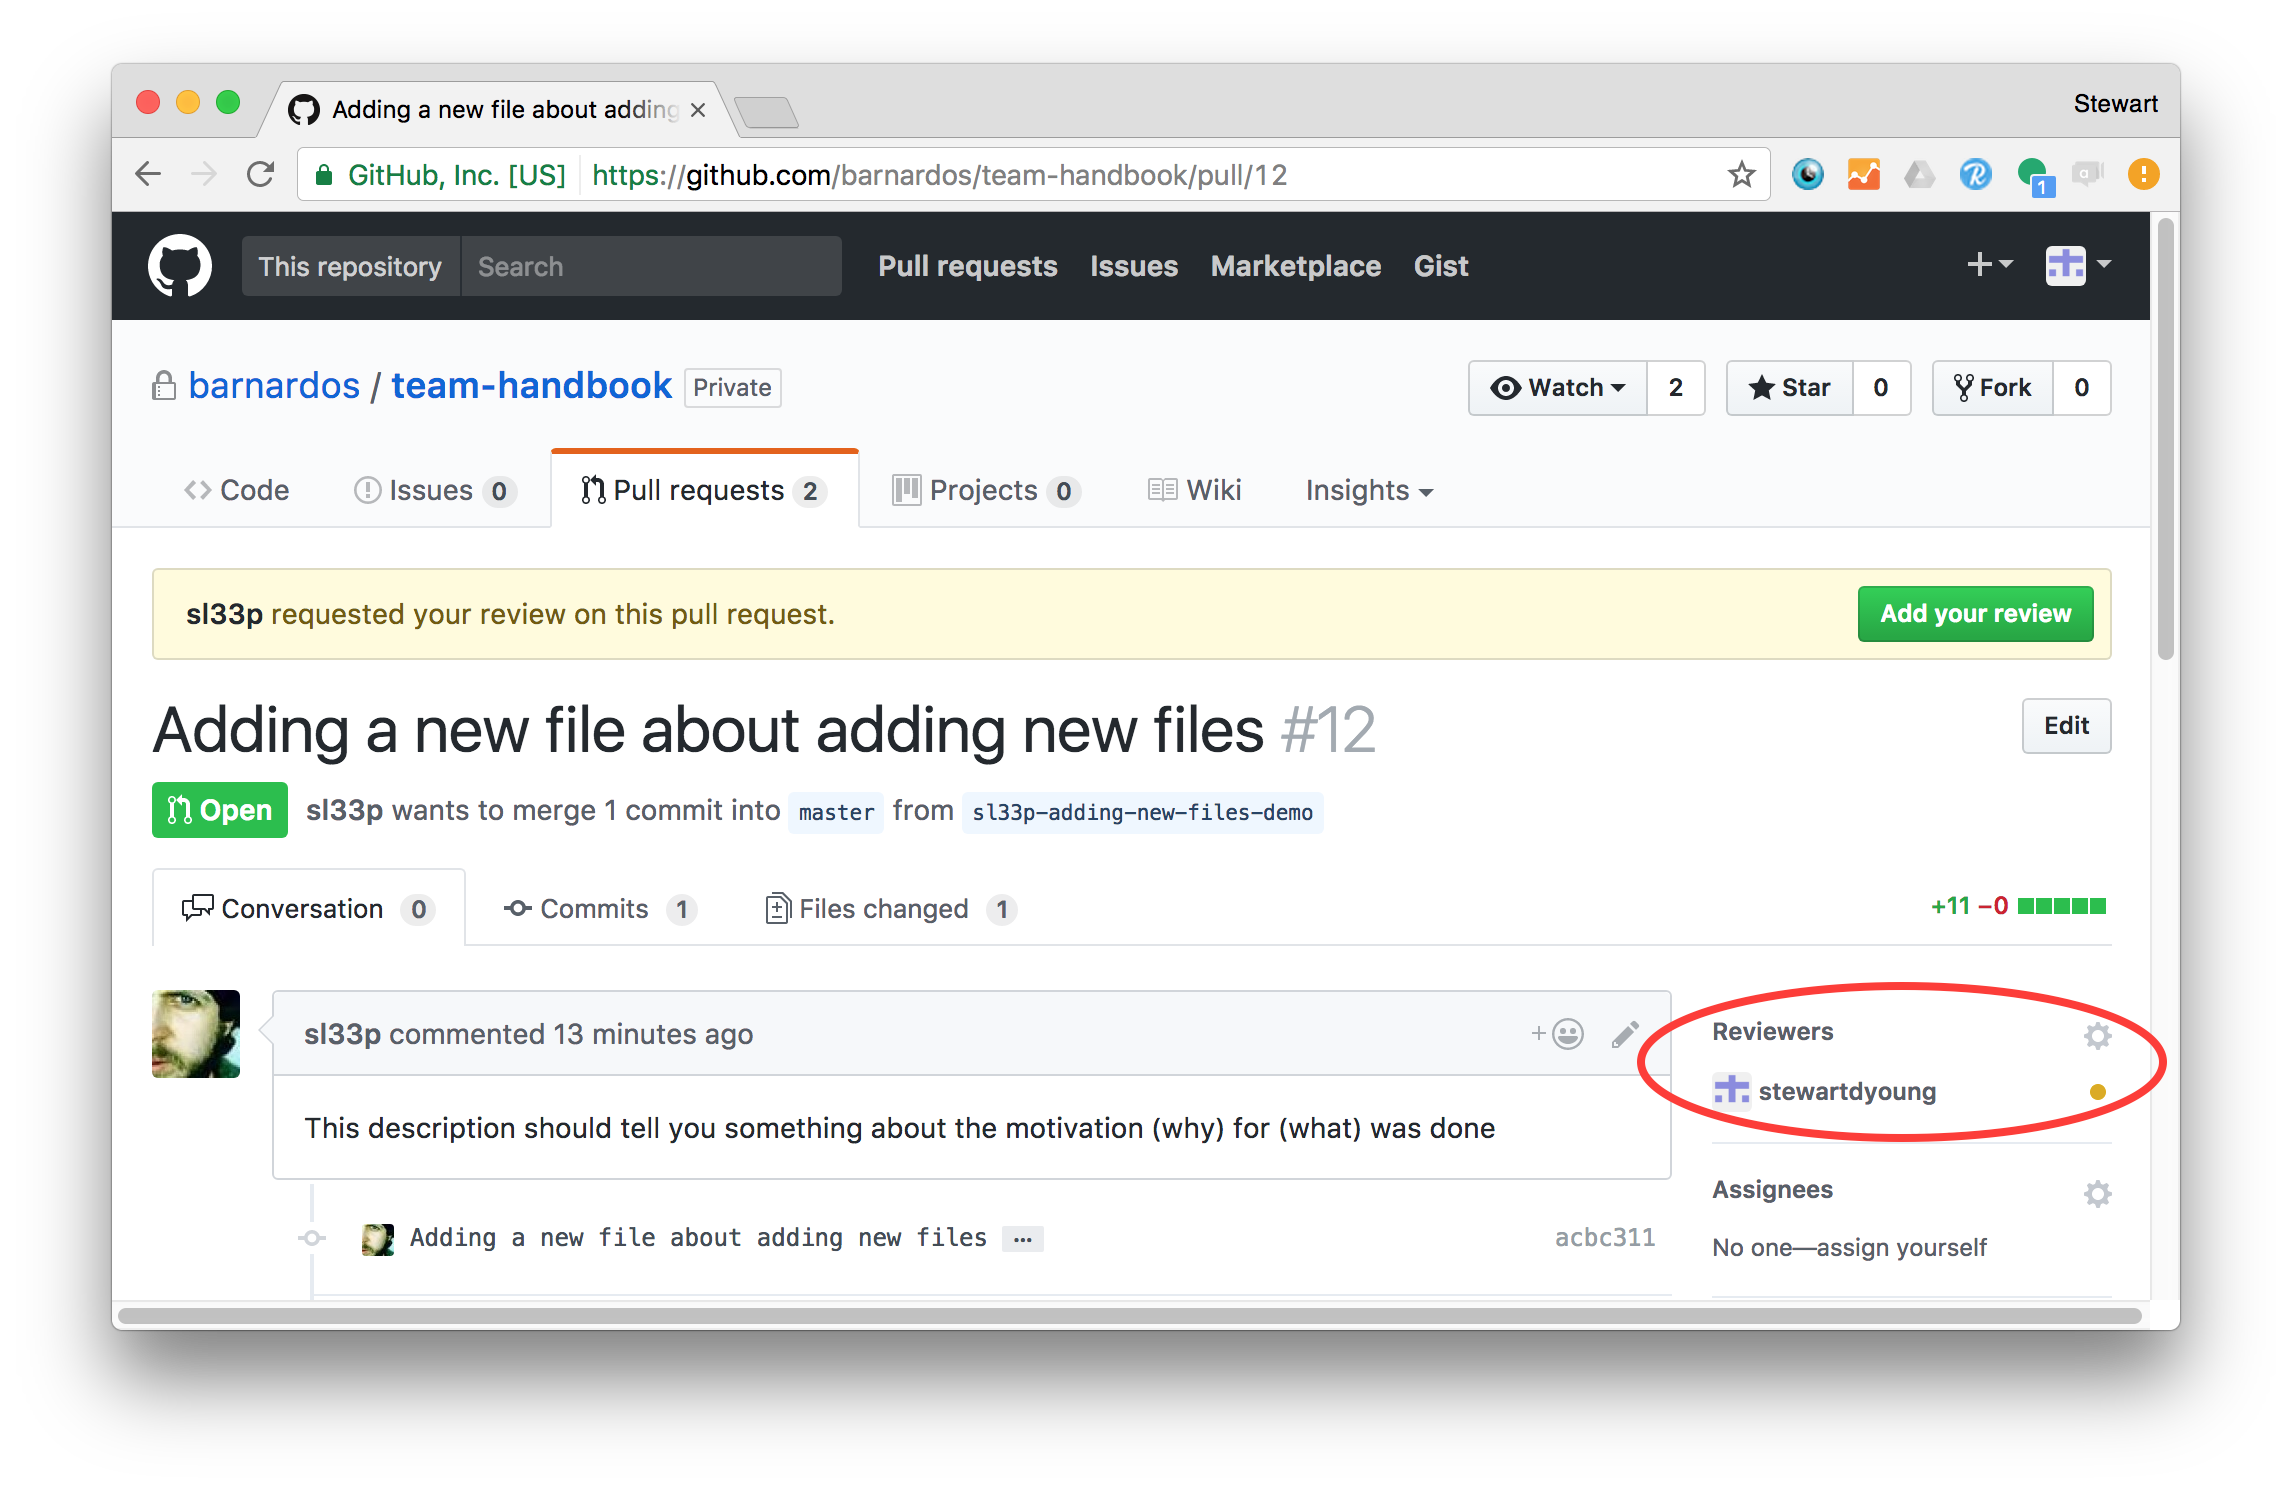 Adding a new file about adding
Stewart
GitHub, Inc. [US] https://github.com/barnardos/team-handbook/pull/12
1
This repository Search Pull requests Issues Marketplace Gist
barnardos / team-handbook Private
Watch 2 Star 0 Fork 0
Code Issues 0 Pull requests 2 Projects 0 Wiki Insights
sl33p requested your review on this pull request.
Add your review
Adding a new file about adding new files #12
Edit
Open sl33p wants to merge 1 commit into master from sl33p-adding-new-files-demo
Conversation 0 Commits 1 Files changed 1
+11 −0
sl33p commented 13 minutes ago
This description should tell you something about the motivation (why) for (what) was done
Adding a new file about adding new files …
acbc311
Reviewers
stewartdyoung
Assignees
No one—assign yourself